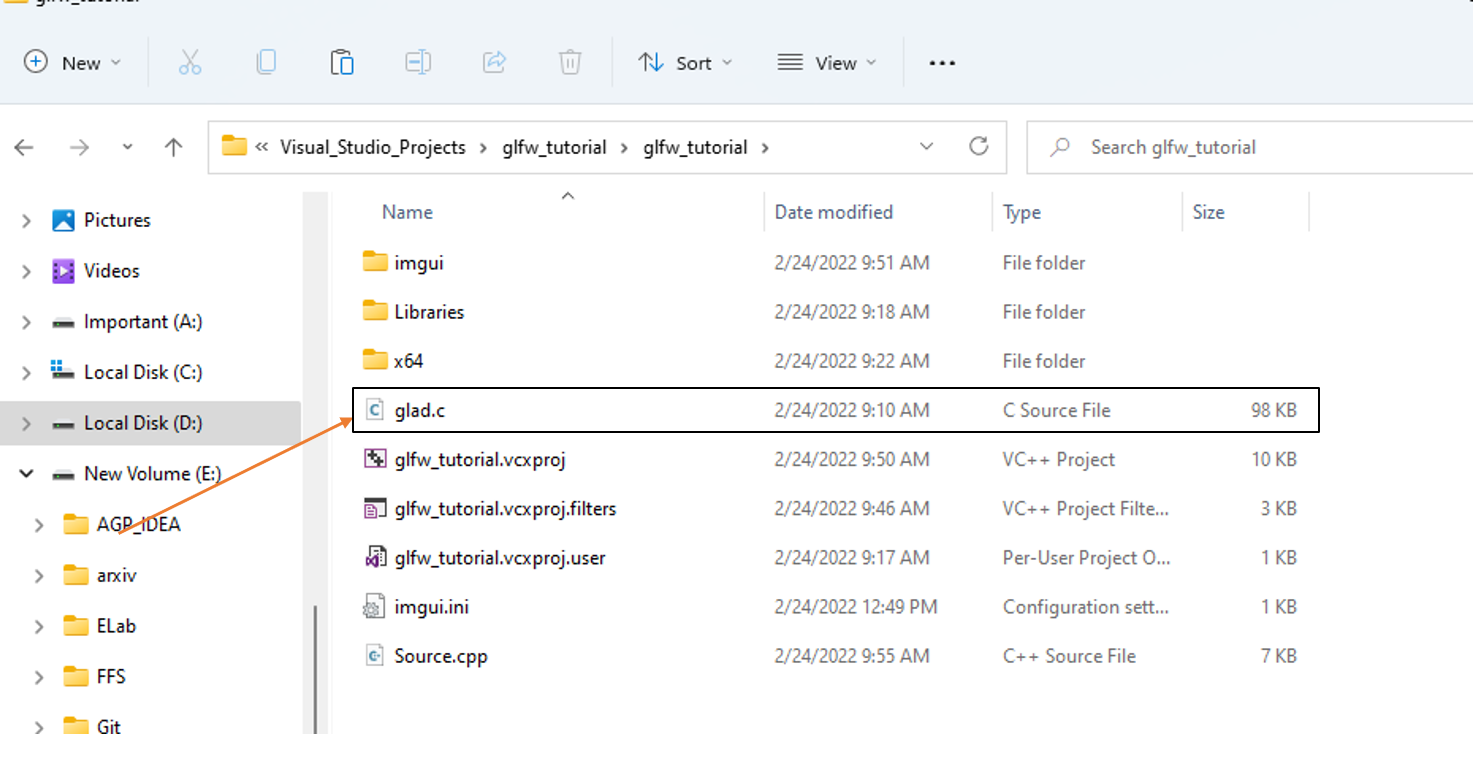 glfw_tutorial
New Sort View
« Visual_Studio_Projects > glfw_tutorial > glfw_tutorial > Search glfw_tutorial
Pictures
Videos
Important (A:)
Local Disk (C:)
Local Disk (D:)
New Volume (E:)
AGP_IDEA
arxiv
ELab
FFS
Git
Name Date modified Type Size
imgui 2/24/2022 9:51 AM File folder
Libraries 2/24/2022 9:18 AM File folder
x64 2/24/2022 9:22 AM File folder
glad.c 2/24/2022 9:10 AM C Source File 98 KB
glfw_tutorial.vcxproj 2/24/2022 9:50 AM VC++ Project 10 KB
glfw_tutorial.vcxproj.filters 2/24/2022 9:46 AM VC++ Project Filte... 3 KB
glfw_tutorial.vcxproj.user 2/24/2022 9:17 AM Per-User Project O... 1 KB
imgui.ini 2/24/2022 12:49 PM Configuration sett... 1 KB
Source.cpp 2/24/2022 9:55 AM C++ Source File 7 KB